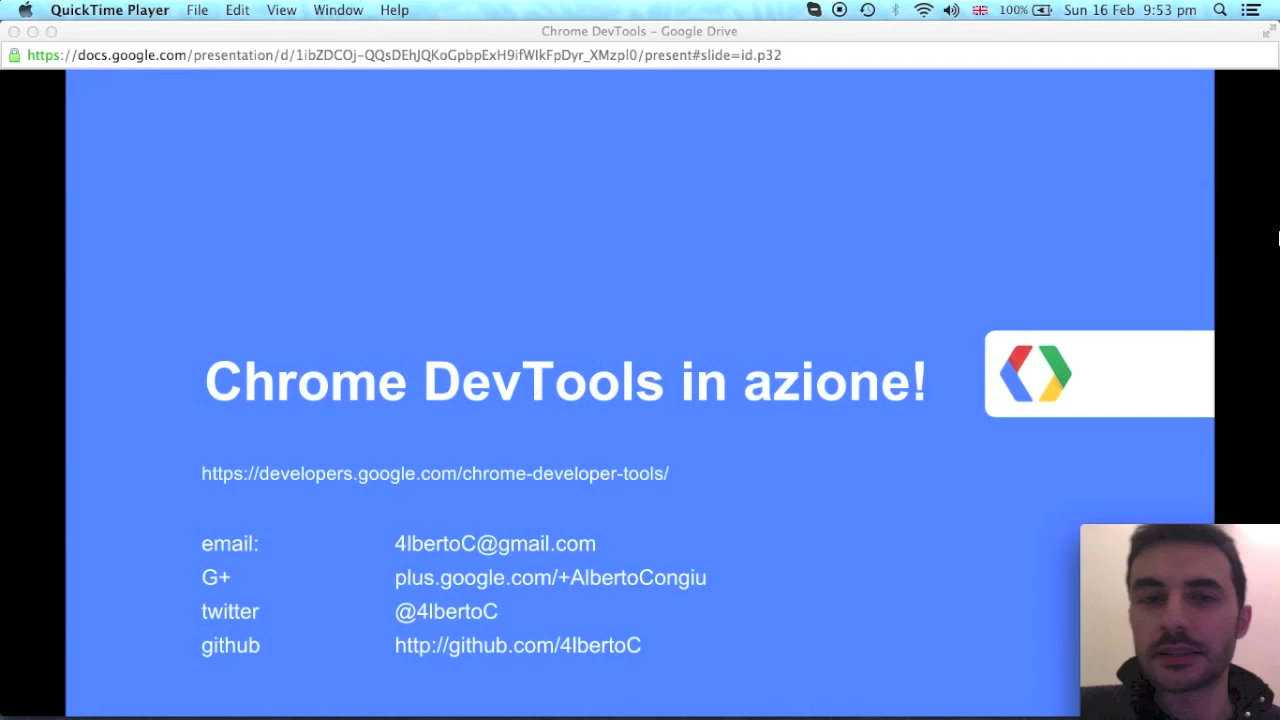 QuickTime Player File Edit View Window Help 100% Sun 16 Feb 9:53 pm
Chrome DevTools – Google Drive
https://docs.google.com/presentation/d/1ibZDCOj-QQsDEhJQKoGpbpExH9ifWIkFpDyr_XMzpl0/present#slide=id.p32
Chrome DevTools in azione!
https://developers.google.com/chrome-developer-tools/
email: 4lbertoC@gmail.com
G+ plus.google.com/+AlbertoCongiu
twitter @4lbertoC
github http://github.com/4lbertoC